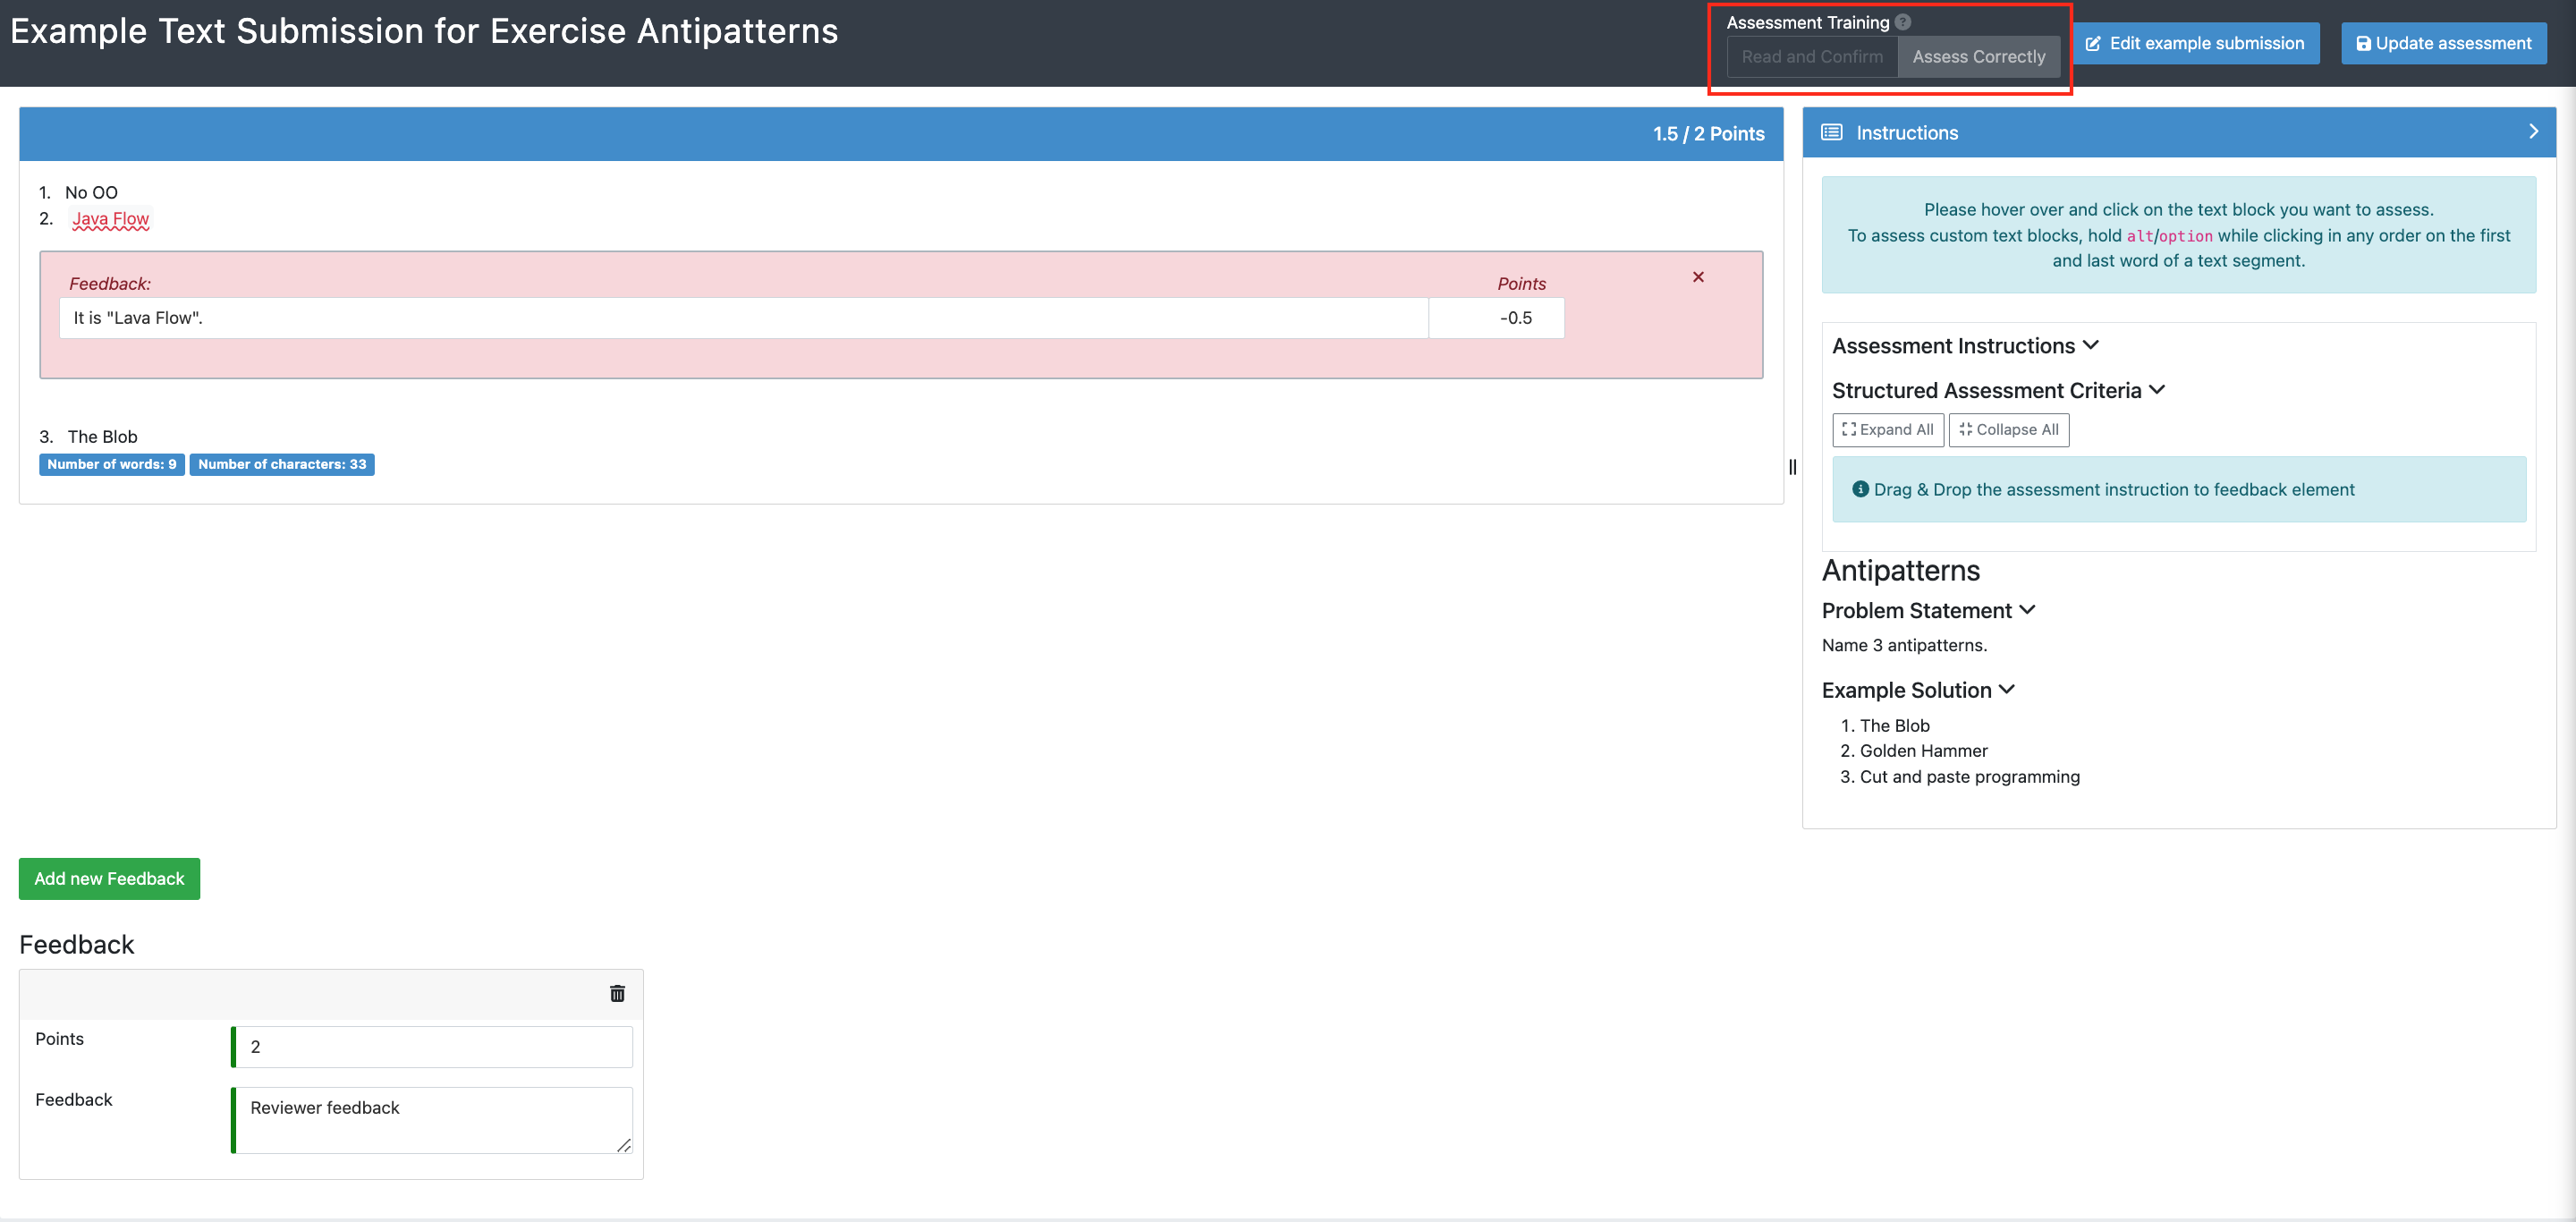 Example Text Submission for Exercise Antipatterns
Assessment Training ?
Read and Confirm Assess Correctly
Edit example submission
Update assessment
1.5 / 2 Points
1. No OO
2. Java Flow
Feedback: Points
It is "Lava Flow". -0.5
3. The Blob
Number of words: 9 Number of characters: 33
Instructions
Please hover over and click on the text block you want to assess.
To assess custom text blocks, hold alt/option while clicking in any order on the first
and last word of a text segment.
Assessment Instructions
Structured Assessment Criteria
Expand All Collapse All
Drag & Drop the assessment instruction to feedback element
Antipatterns
Problem Statement
Name 3 antipatterns.
Example Solution
1. The Blob
2. Golden Hammer
3. Cut and paste programming
Add new Feedback
Feedback
Points 2
Feedback Reviewer feedback